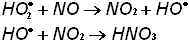 HO₂• + NO → NO₂ + HO•
HO• + NO₂ → HNO₃